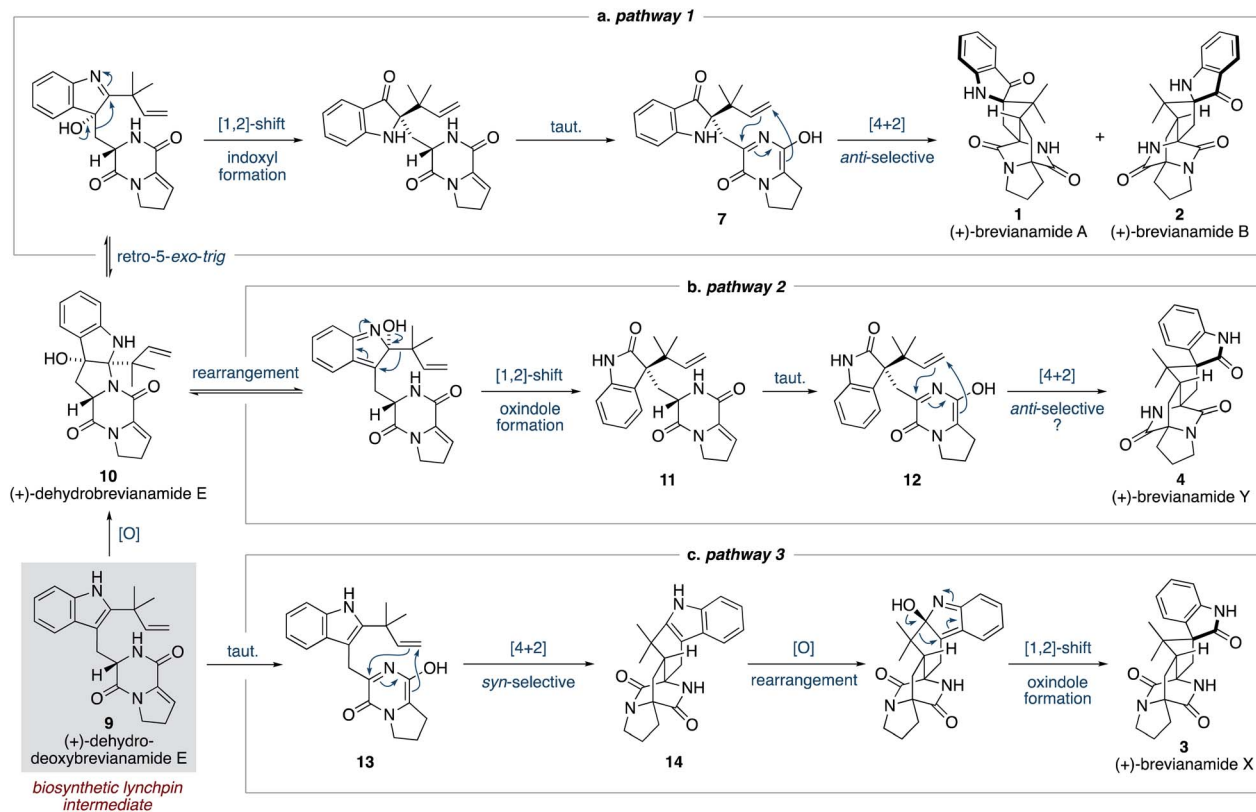 a. pathway 1
[1,2]-shift
indoxyl
formation
taut.
7
[4+2]
anti-selective
+
1
(+)-brevianamide A
2
(+)-brevianamide B
retro-5-exo-trig
10
(+)-dehydrobrevianamide E
rearrangement
b. pathway 2
[1,2]-shift
oxindole
formation
11
taut.
12
[4+2]
anti-selective
?
4
(+)-brevianamide Y
[O]
9
(+)-dehydro-
deoxybrevianamide E
biosynthetic lynchpin
intermediate
c. pathway 3
taut.
13
[4+2]
syn-selective
14
[O]
rearrangement
[1,2]-shift
oxindole
formation
3
(+)-brevianamide X